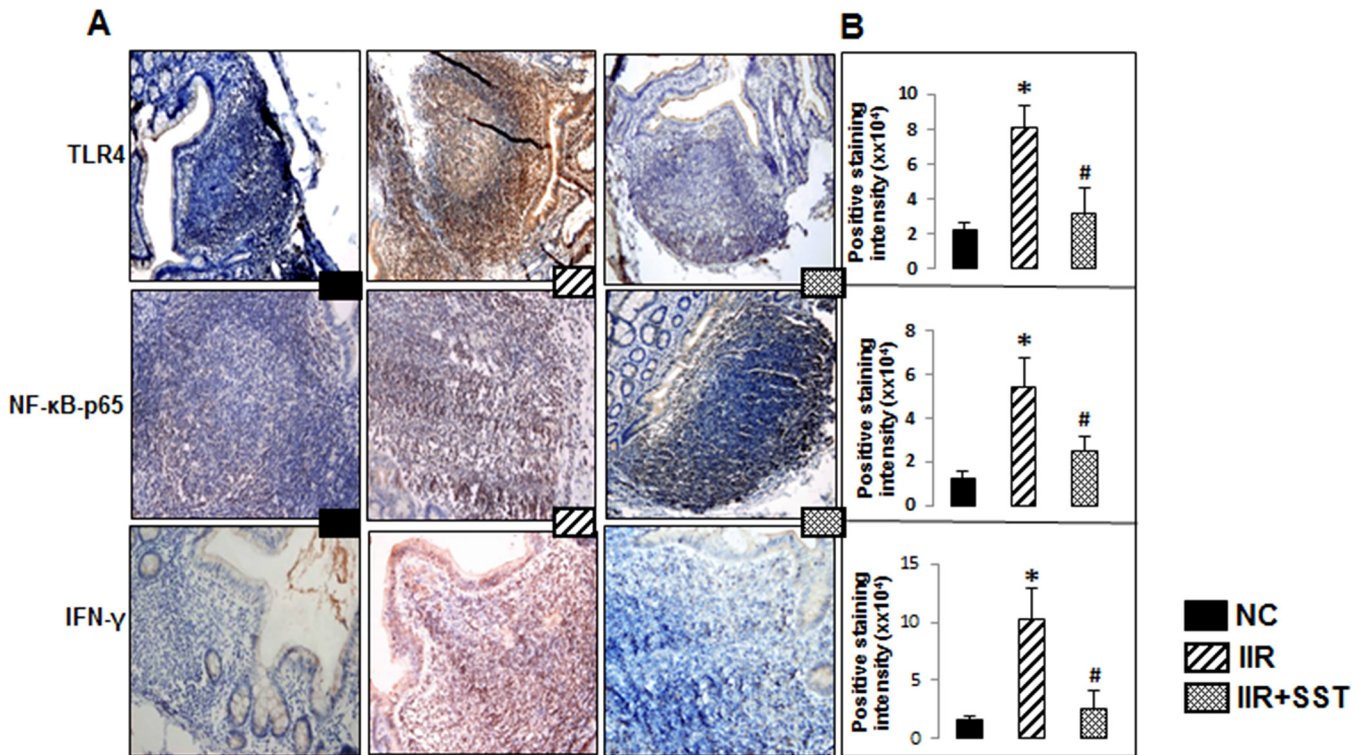 A
B
TLR4
Positive staining
intensity (xx10⁴)
10
8
6
4
2
0
*
#
NF-κB-p65
Positive staining
intensity (xx10⁴)
8
6
4
2
0
*
#
IFN-γ
Positive staining
intensity (xx10⁴)
15
10
5
0
*
#
NC
IIR
IIR+SST